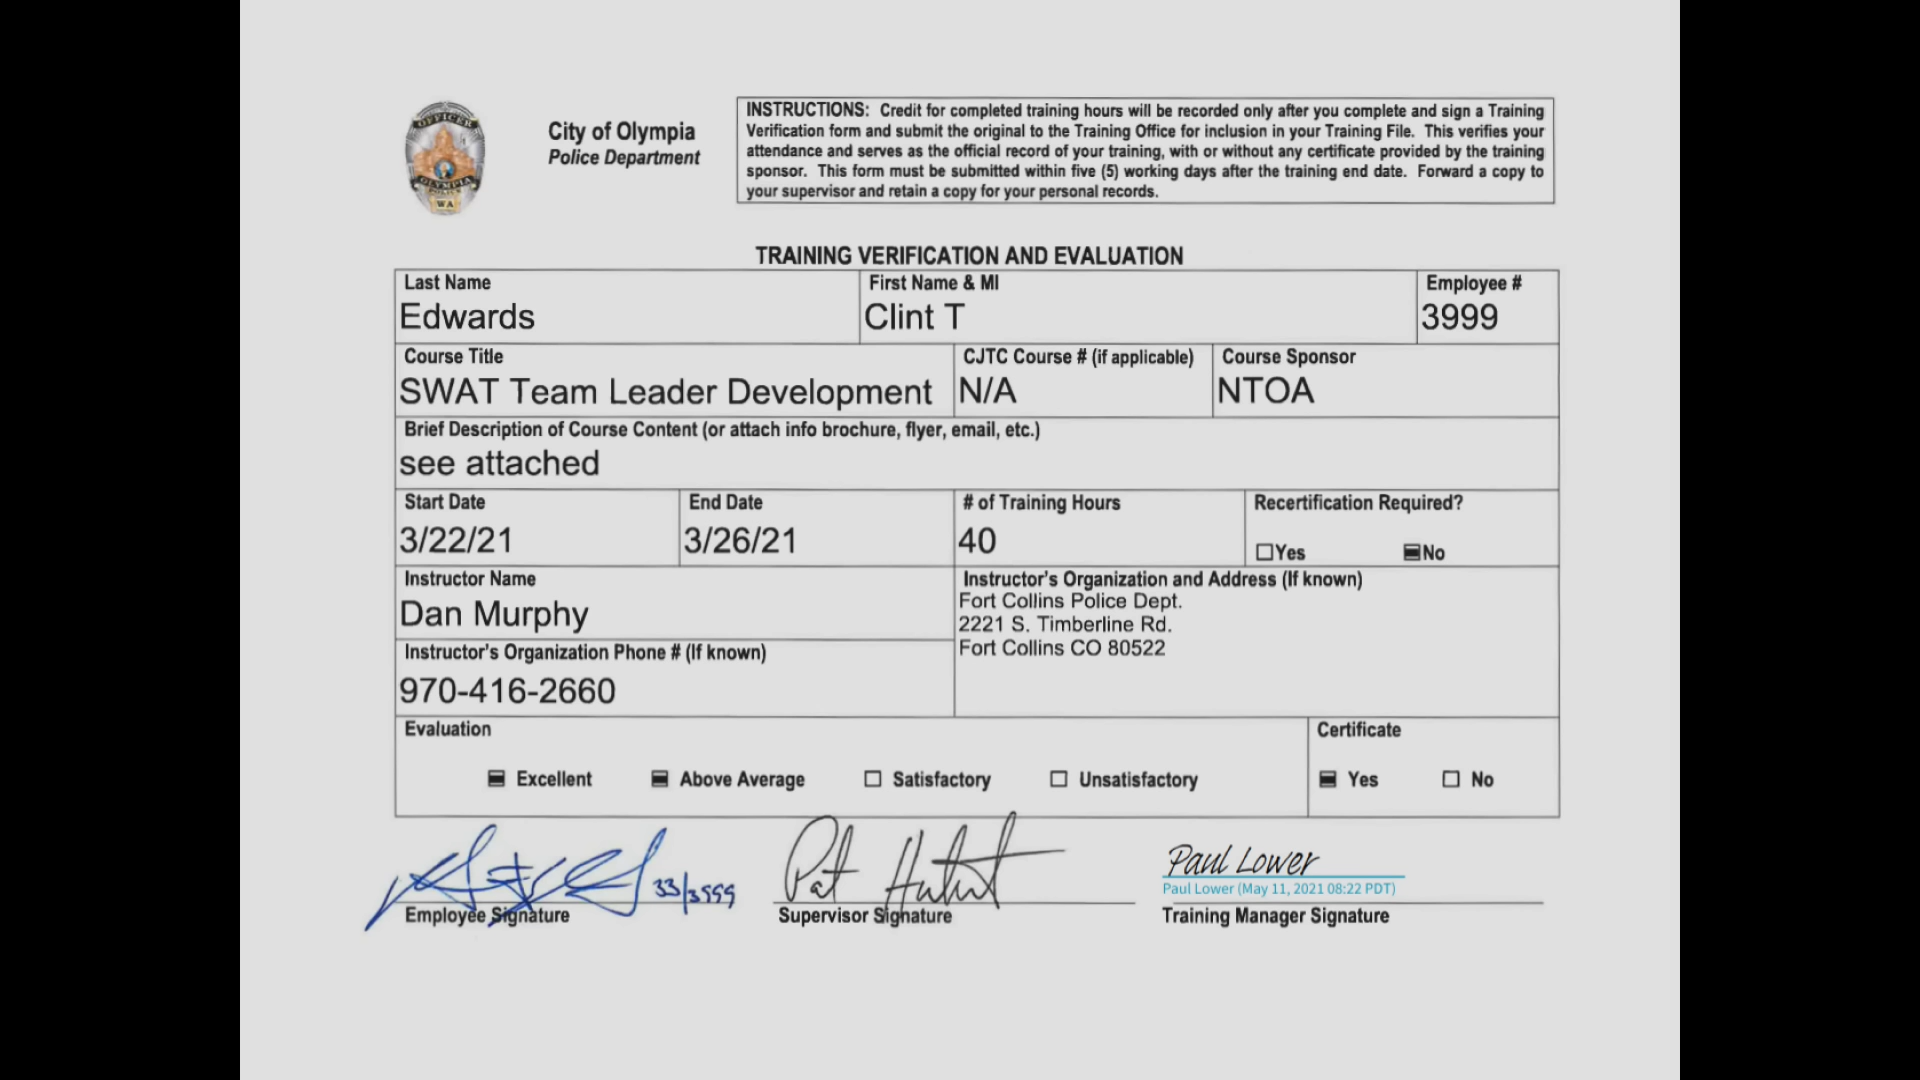 OFFICER
OLYMPIA
POLICE
WA
City of Olympia
Police Department
INSTRUCTIONS: Credit for completed training hours will be recorded only after you complete and sign a Training
Verification form and submit the original to the Training Office for inclusion in your Training File. This verifies your
attendance and serves as the official record of your training, with or without any certificate provided by the training
sponsor. This form must be submitted within five (5) working days after the training end date. Forward a copy to
your supervisor and retain a copy for your personal records.
TRAINING VERIFICATION AND EVALUATION
Last Name First Name & MI Employee #
Edwards Clint T 3999
Course Title CJTC Course # (if applicable) Course Sponsor
SWAT Team Leader Development N/A NTOA
Brief Description of Course Content (or attach info brochure, flyer, email, etc.)
see attached
Start Date End Date # of Training Hours Recertification Required?
3/22/21 3/26/21 40
Yes No
Instructor Name
Dan Murphy
Instructor's Organization and Address (If known)
Fort Collins Police Dept.
2221 S. Timberline Rd.
Fort Collins CO 80522
Instructor's Organization Phone # (If known)
970-416-2660
Evaluation Certificate
Excellent Above Average Satisfactory Unsatisfactory Yes No
33/3999
Pat
Paul Lower
Paul Lower (May 11, 2021 08:22 PDT)
Employee Signature Supervisor Signature Training Manager Signature